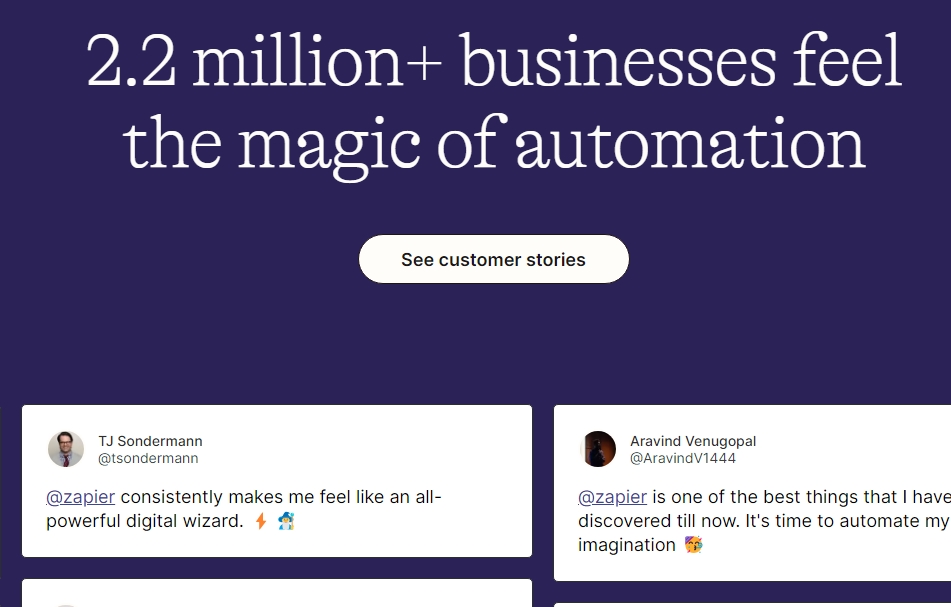 2.2 million+ businesses feel
the magic of automation
See customer stories
TJ Sondermann
@tsondermann
@zapier consistently makes me feel like an all-
powerful digital wizard. ⚡ 🧙‍♂️
Aravind Venugopal
@AravindV1444
@zapier is one of the best things that I have
discovered till now. It's time to automate my
imagination 🥳